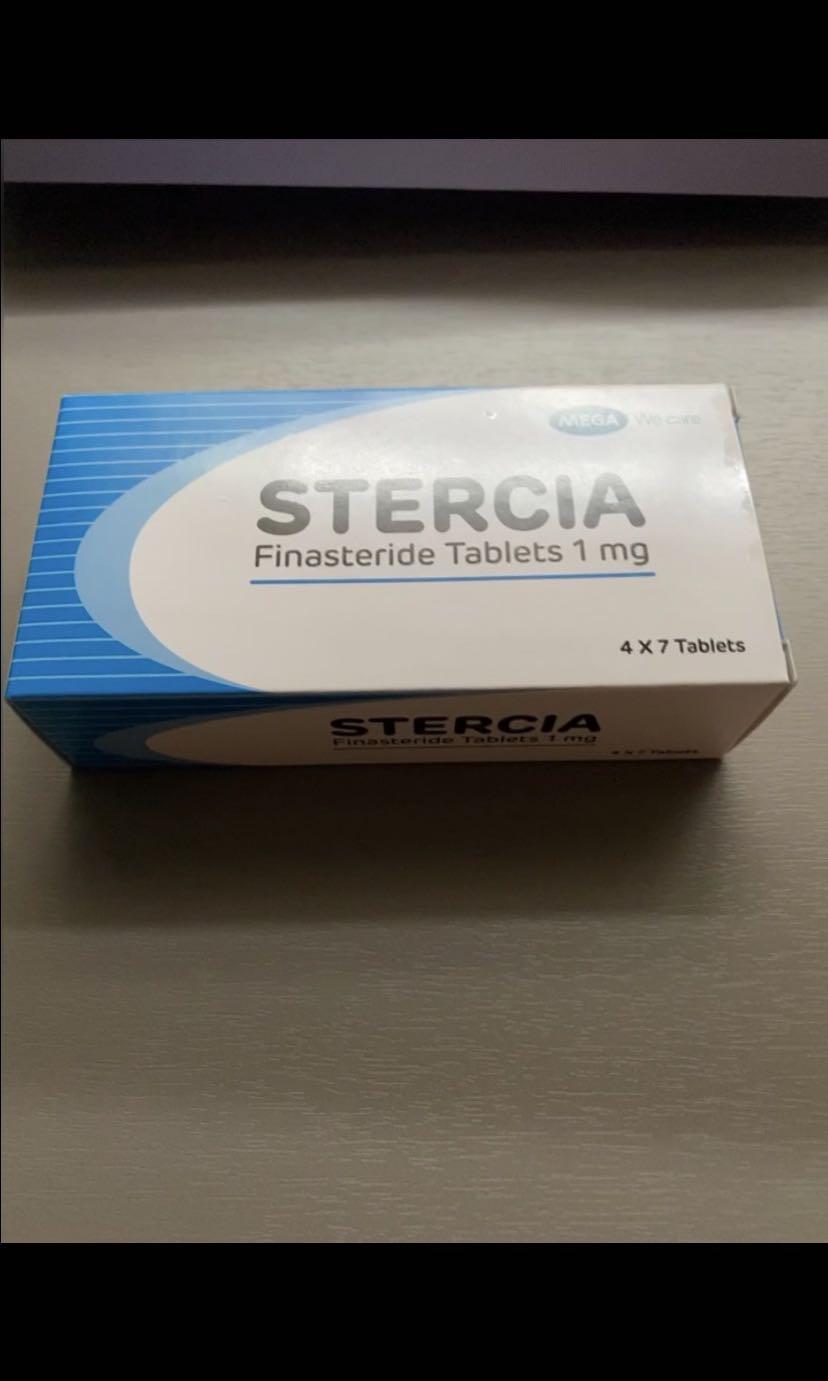 MEGA We care
STERCIA
Finasteride Tablets 1 mg
4 X 7 Tablets
STERCIA
Finasteride Tablets 1 mg
4 X 7 Tablets